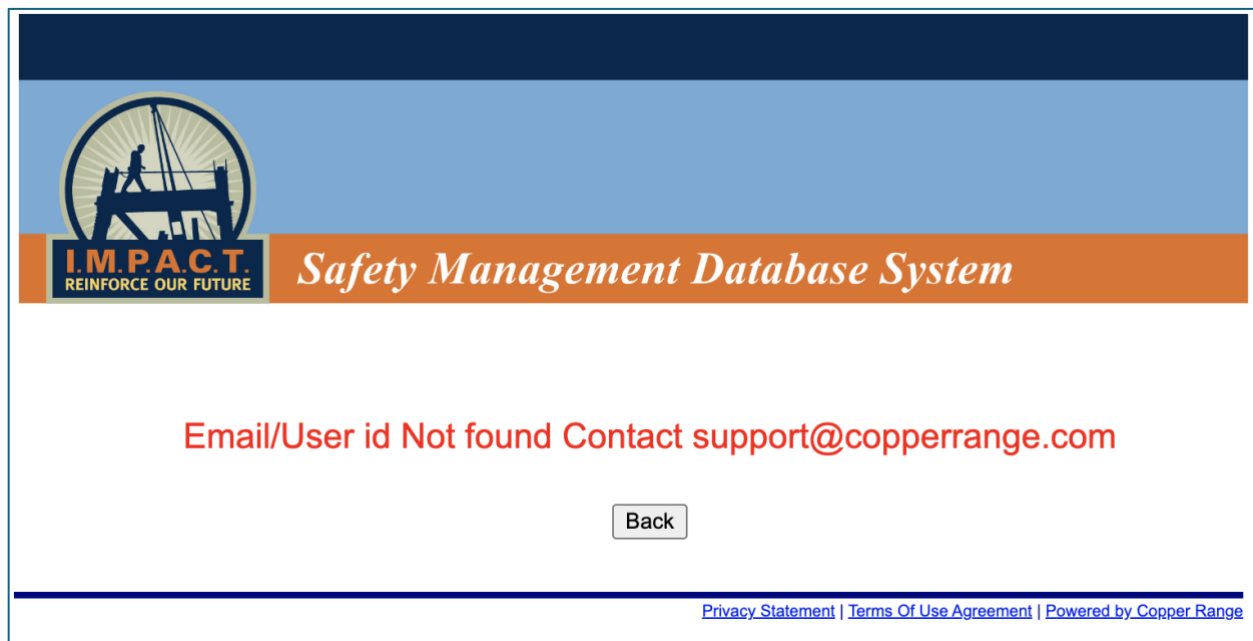 I.M.P.A.C.T.
REINFORCE OUR FUTURE
Safety Management Database System
Email/User id Not found Contact support@copperrange.com
Back
Privacy Statement | Terms Of Use Agreement | Powered by Copper Range